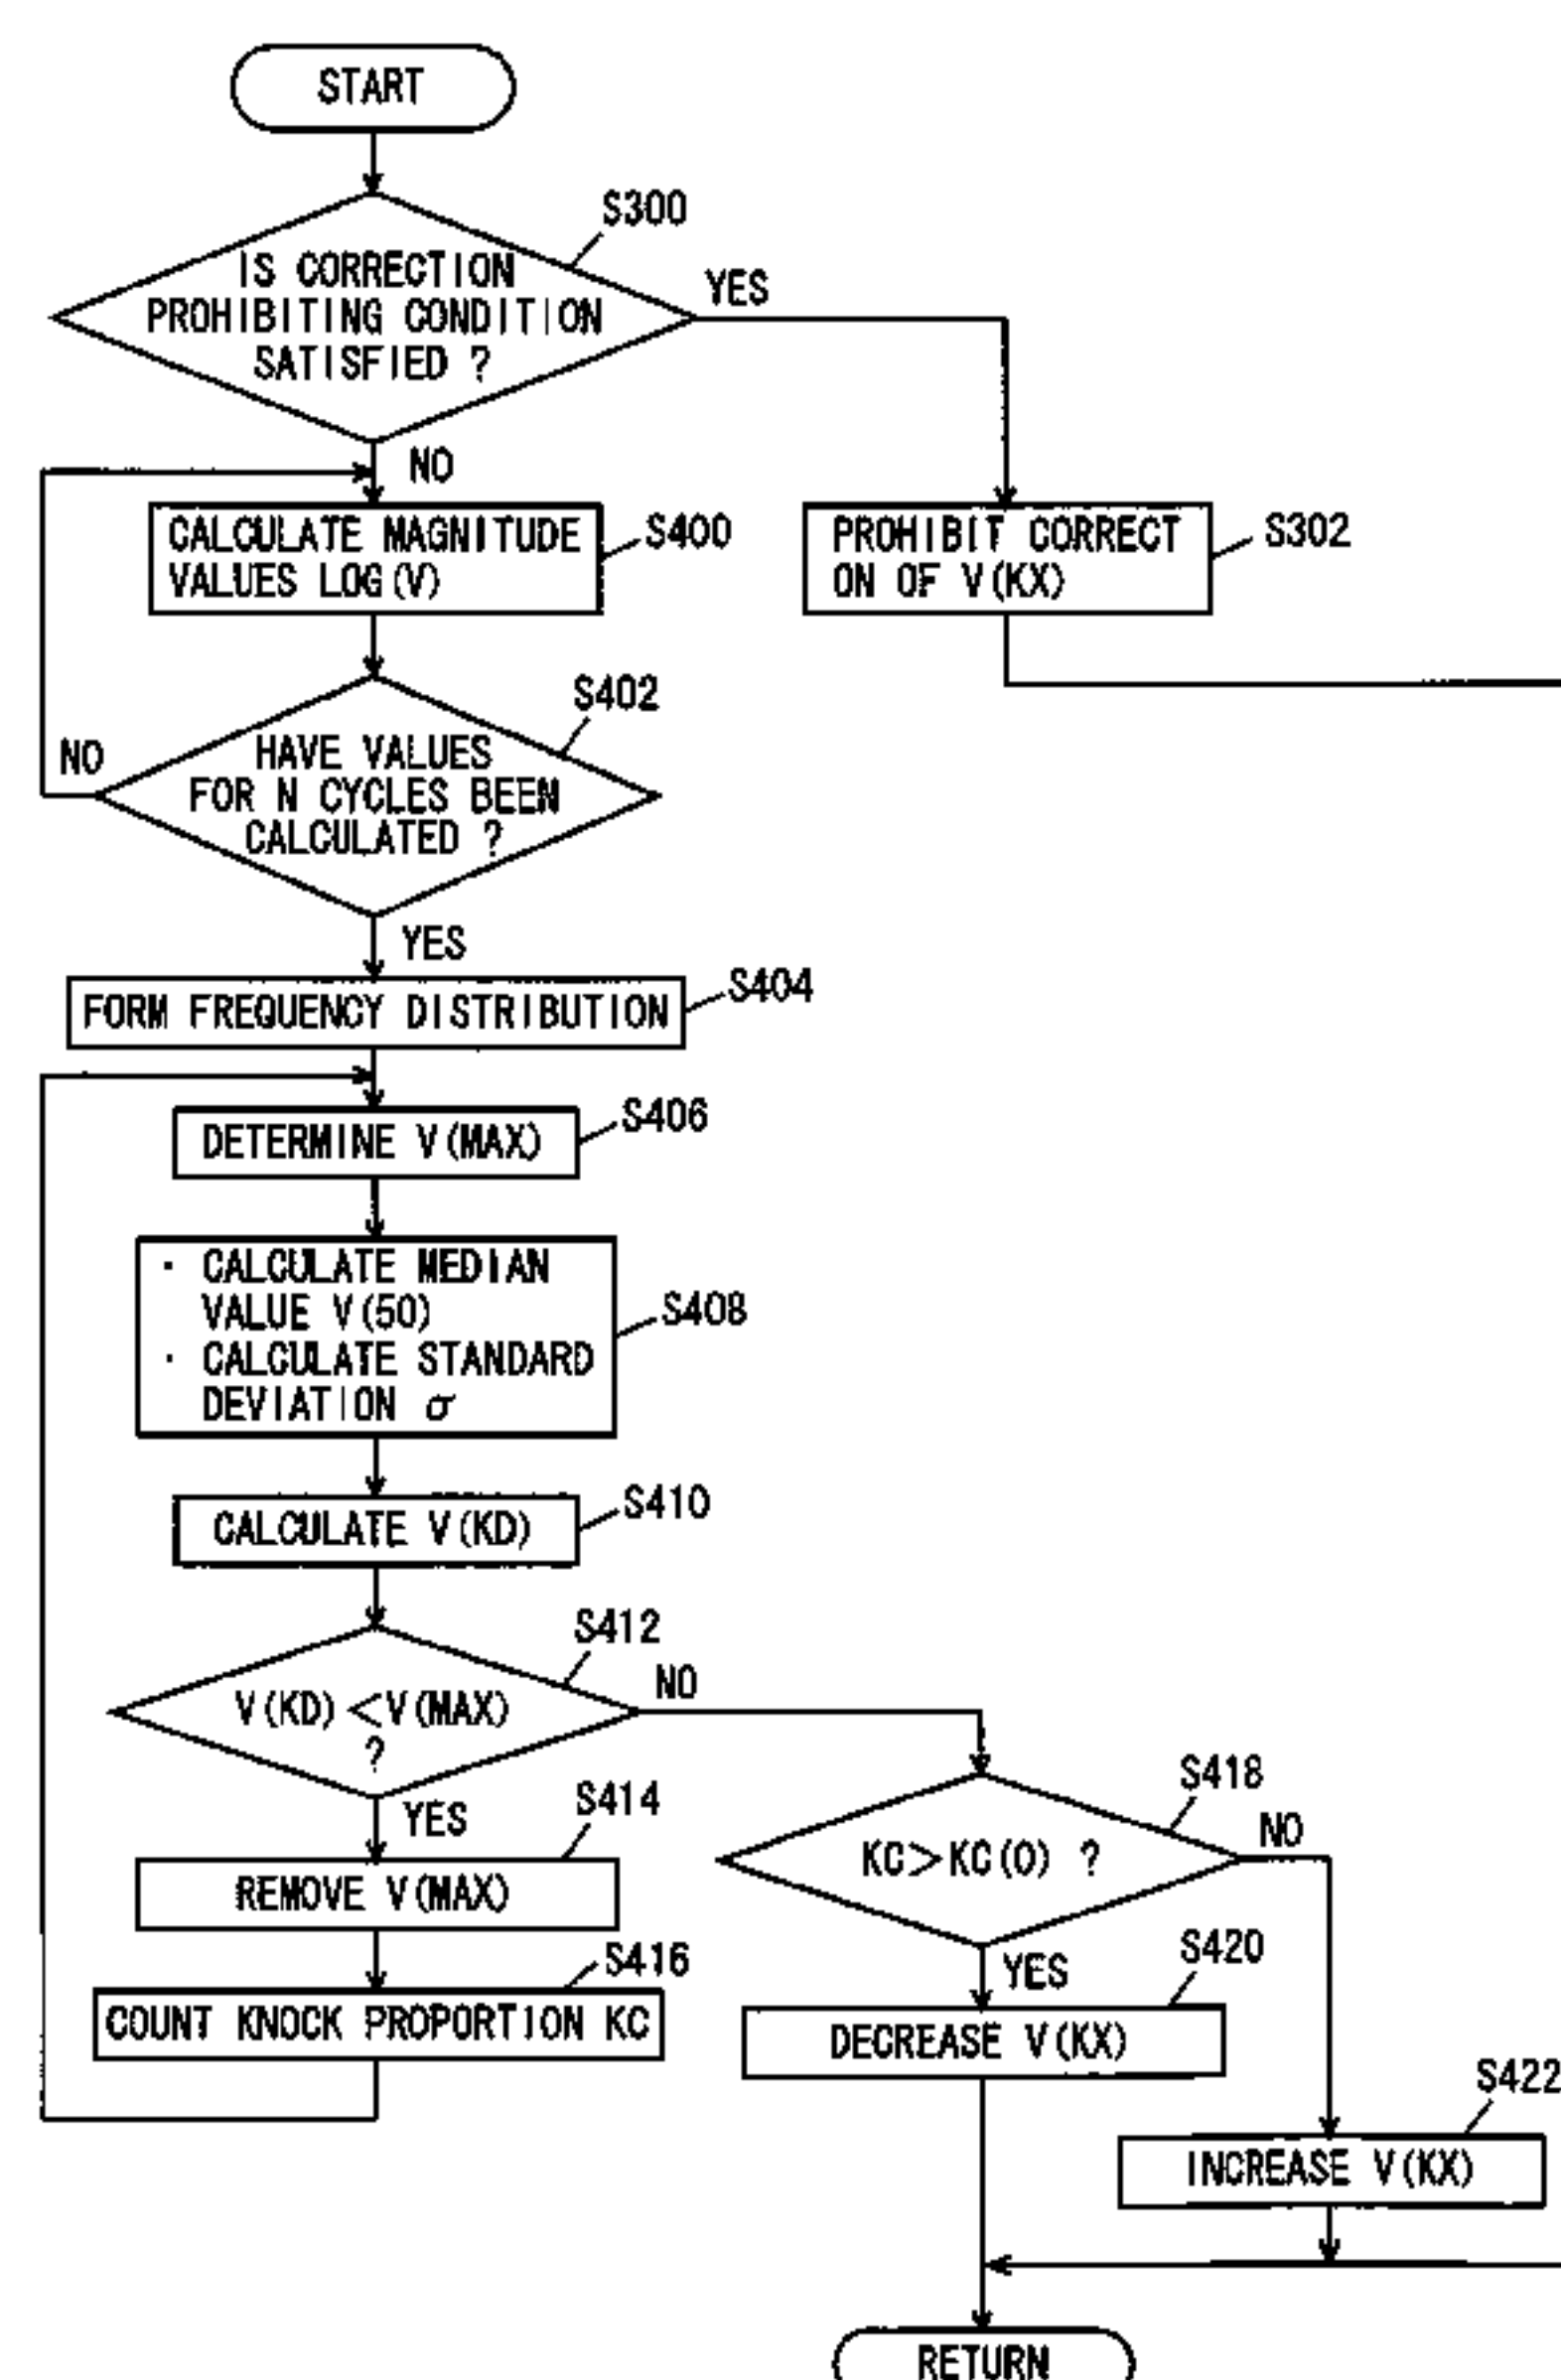 START
S300
IS CORRECTION
PROHIBITING CONDITION
SATISFIED ?
YES
NO
CALCULATE MAGNITUDE
VALUES LOG(V)
S400
PROHIBIT CORRECT
ON OF V(KX)
S302
S402
HAVE VALUES
FOR N CYCLES BEEN
CALCULATED ?
NO
YES
FORM FREQUENCY DISTRIBUTION
S404
DETERMINE V(MAX)
S406
· CALCULATE MEDIAN
VALUE V(50)
· CALCULATE STANDARD
DEVIATION σ
S408
CALCULATE V(KD)
S410
S412
V(KD)<V(MAX)
?
NO
YES
S414
REMOVE V(MAX)
S416
COUNT KNOCK PROPORTION KC
S418
KC>KC(0) ?
NO
YES
S420
DECREASE V(KX)
S422
INCREASE V(KX)
RETURN